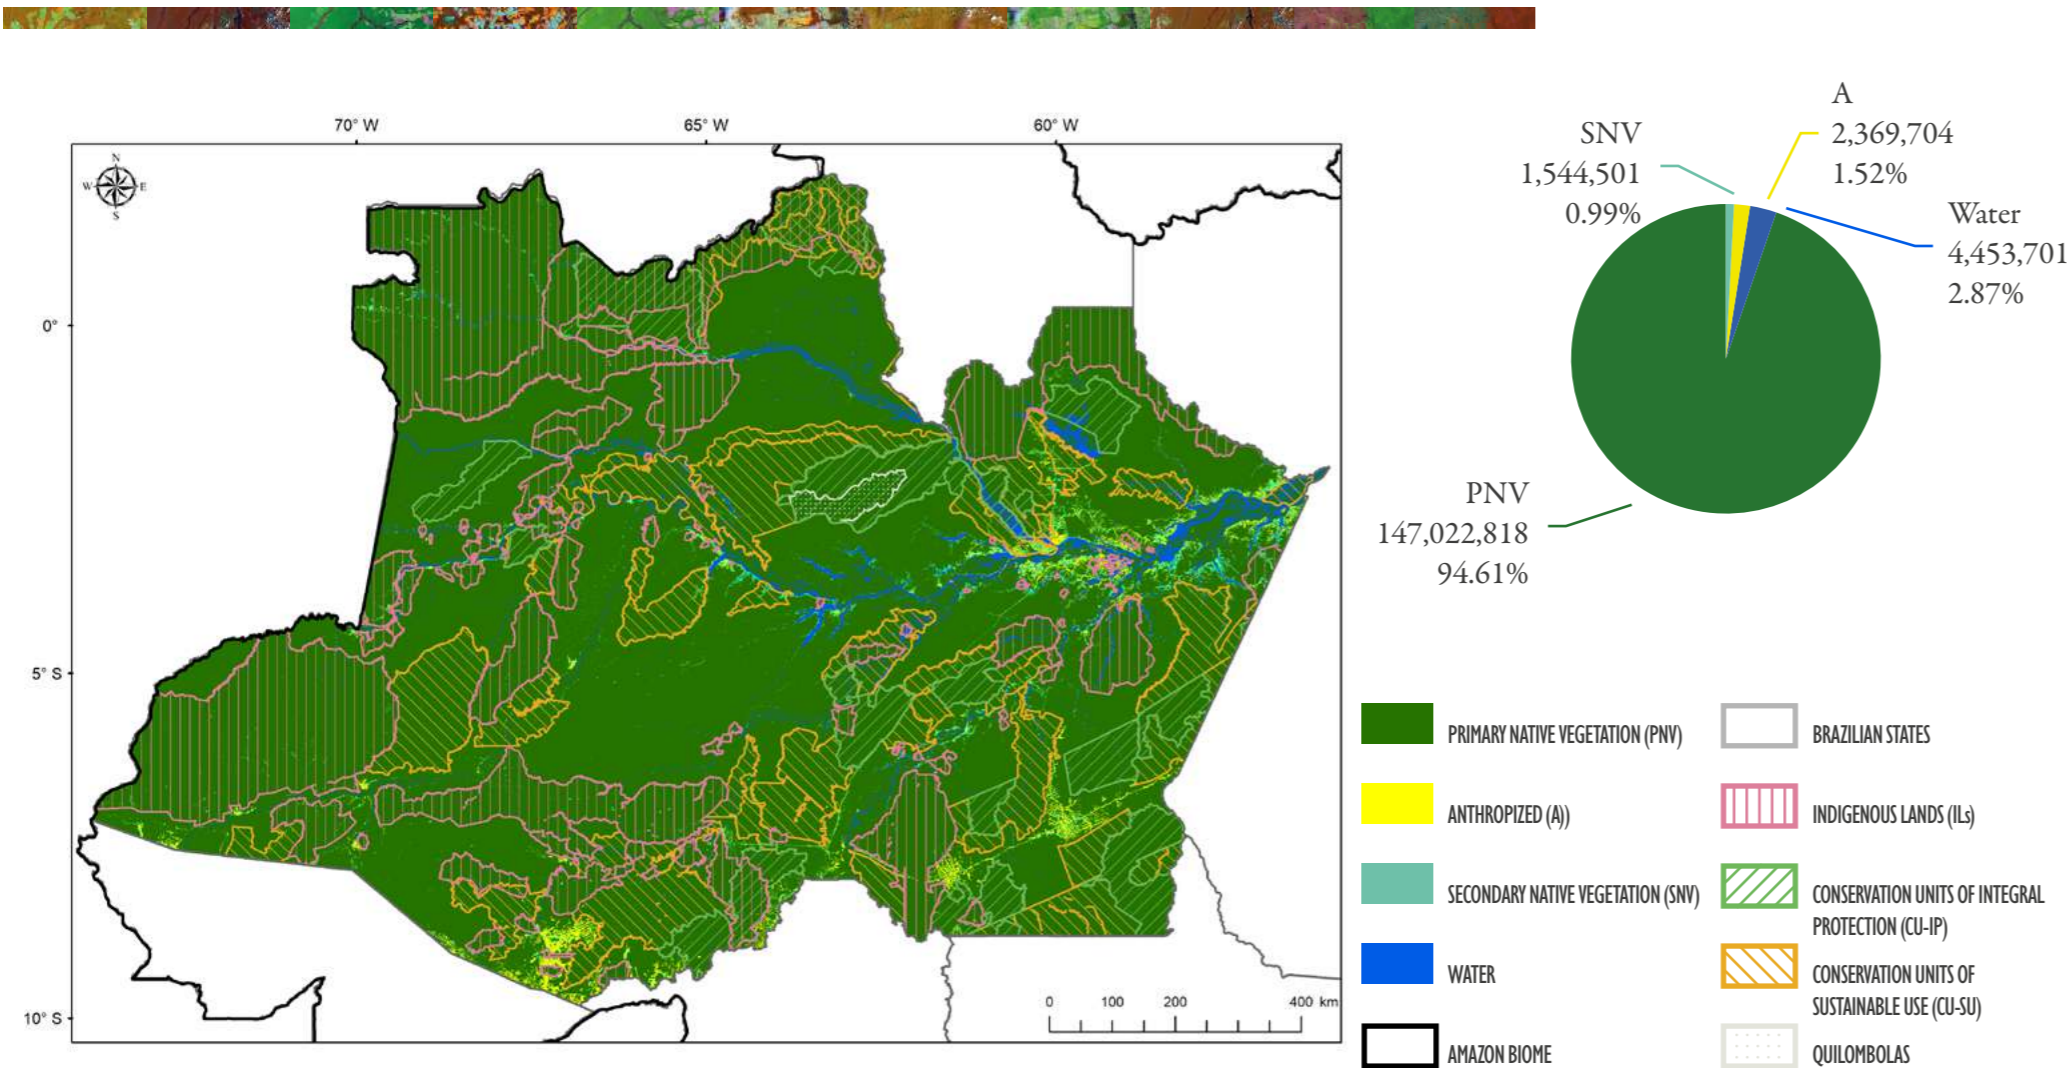 70° W
65° W
60° W
N
W
E
S
0°
5° S
10° S
0
100
200
400 km
SNV
1,544,501
0.99%
A
2,369,704
1.52%
Water
4,453,701
2.87%
PNV
147,022,818
94.61%
PRIMARY NATIVE VEGETATION (PNV)
ANTHROPIZED (A))
SECONDARY NATIVE VEGETATION (SNV)
WATER
AMAZON BIOME
BRAZILIAN STATES
INDIGENOUS LANDS (ILs)
CONSERVATION UNITS OF INTEGRAL
PROTECTION (CU-IP)
CONSERVATION UNITS OF
SUSTAINABLE USE (CU-SU)
QUILOMBOLAS